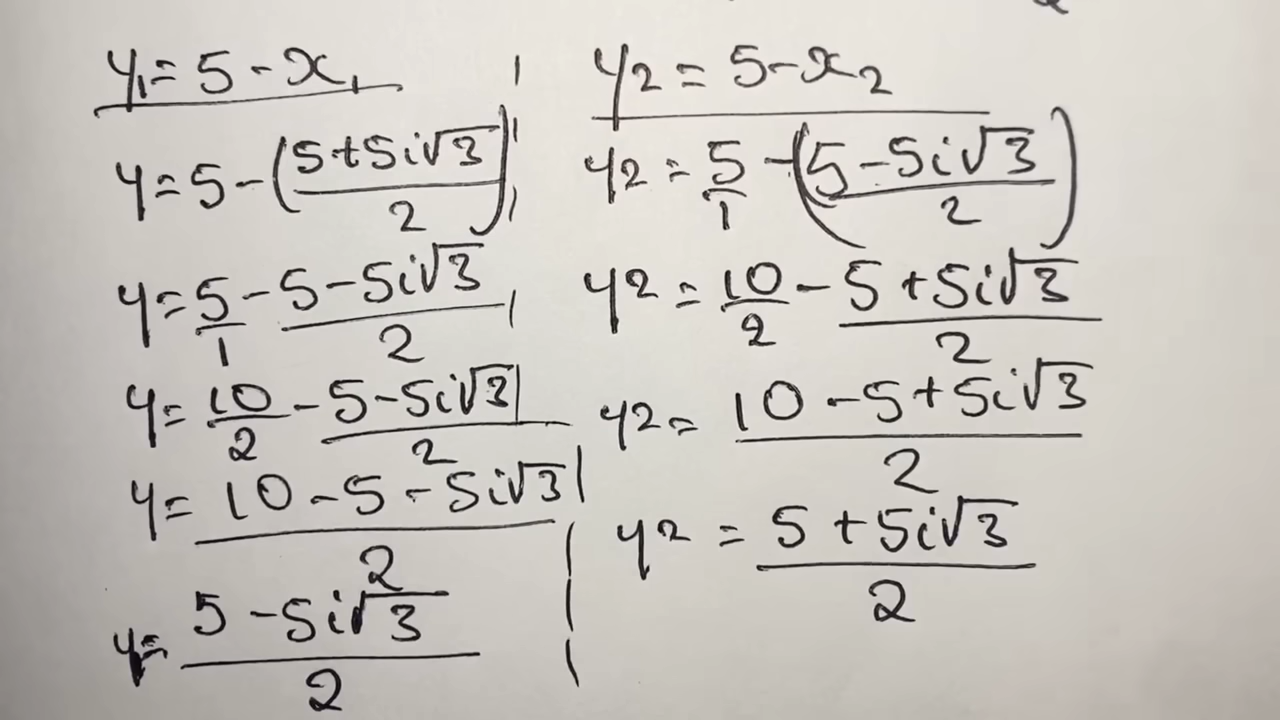 y₁ = 5 - x₁
y = 5 - ((5+5i√3)/2)
y = 5/1 - (5-5i√3)/2
y = 10/2 - (5-5i√3)/2
y = (10-5-5i√3)/2
y = (5-5i√3)/2
y2 = 5-x2
y2 = 5/1 - ((5-5i√3)/2)
y2 = 10/2 - (5+5i√3)/2
y2 = (10-5+5i√3)/2
y2 = (5+5i√3)/2